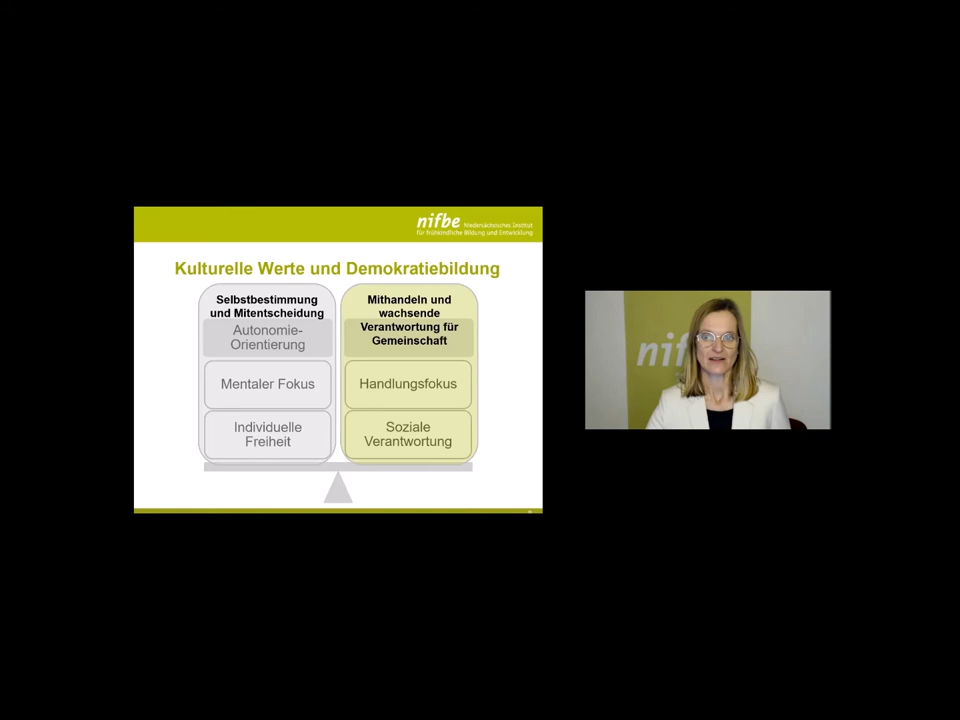 nifbe Niedersächsisches Institut
für frühkindliche Bildung und Entwicklung
Kulturelle Werte und Demokratiebildung
Selbstbestimmung
und Mitentscheidung
Autonomie-
Orientierung
Mentaler Fokus
Individuelle
Freiheit
Mithandeln und
wachsende
Verantwortung für
Gemeinschaft
Handlungsfokus
Soziale
Verantwortung
nif